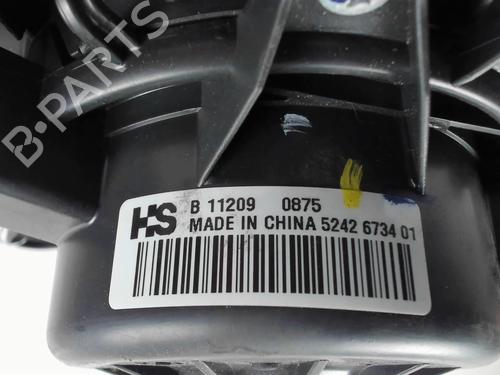 B-PARTS
HS B 11209 0875
MADE IN CHINA 5242 6734 01